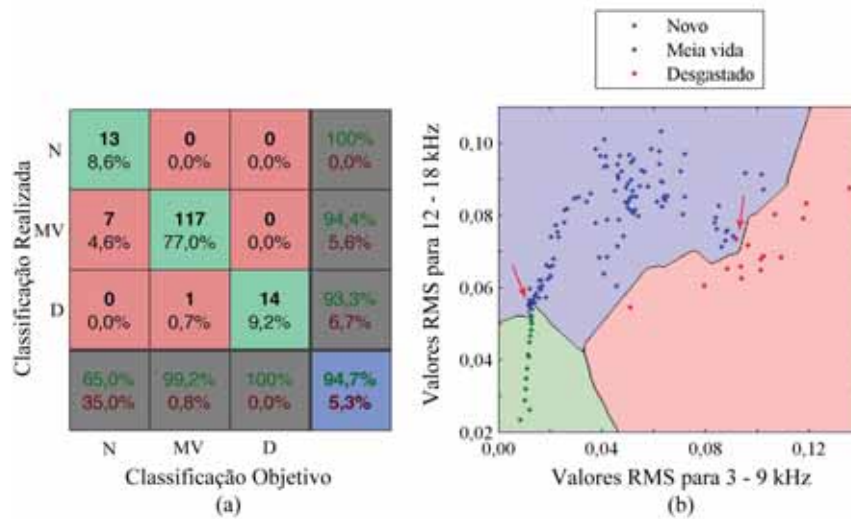 Novo
Meia vida
Desgastado
Classificação Realizada
N
13
8,6%
0
0,0%
0
0,0%
100%
0,0%
MV
7
4,6%
117
77,0%
0
0,0%
94,4%
5,6%
D
0
0,0%
1
0,7%
14
9,2%
93,3%
6,7%
65,0%
35,0%
99,2%
0,8%
100%
0,0%
94,7%
5,3%
N
MV
D
Classificação Objetivo
(a)
Valores RMS para 12 - 18 kHz
0,10
0,08
0,06
0,04
0,02
0,00
0,04
0,08
0,12
Valores RMS para 3 - 9 kHz
(b)